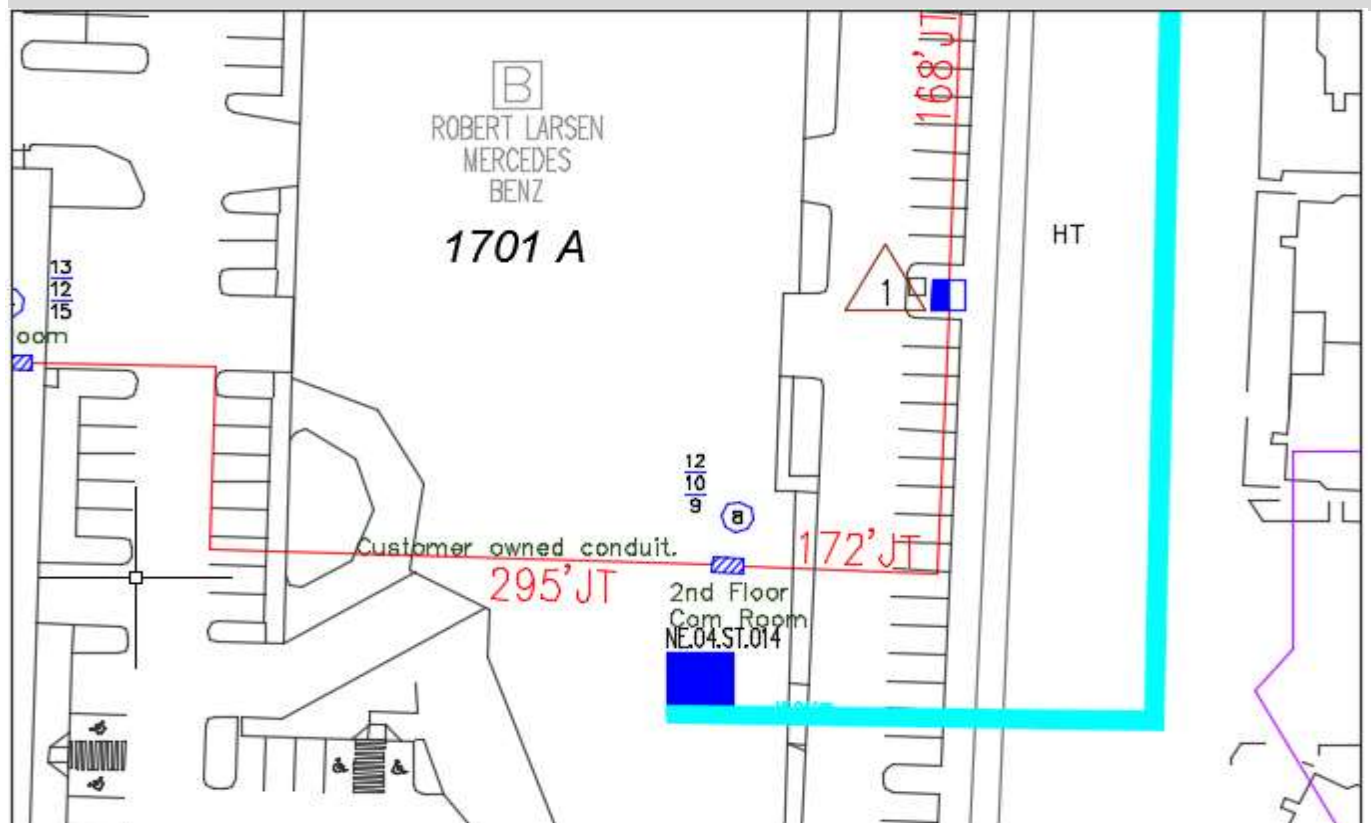 168'JT
B
ROBERT LARSEN
MERCEDES
BENZ
1701 A
HT
13
12
15
1
oom
12
10
9
a
Customer owned conduit.
172'JT
295'JT
2nd Floor
Com Room
NE.04.ST.014